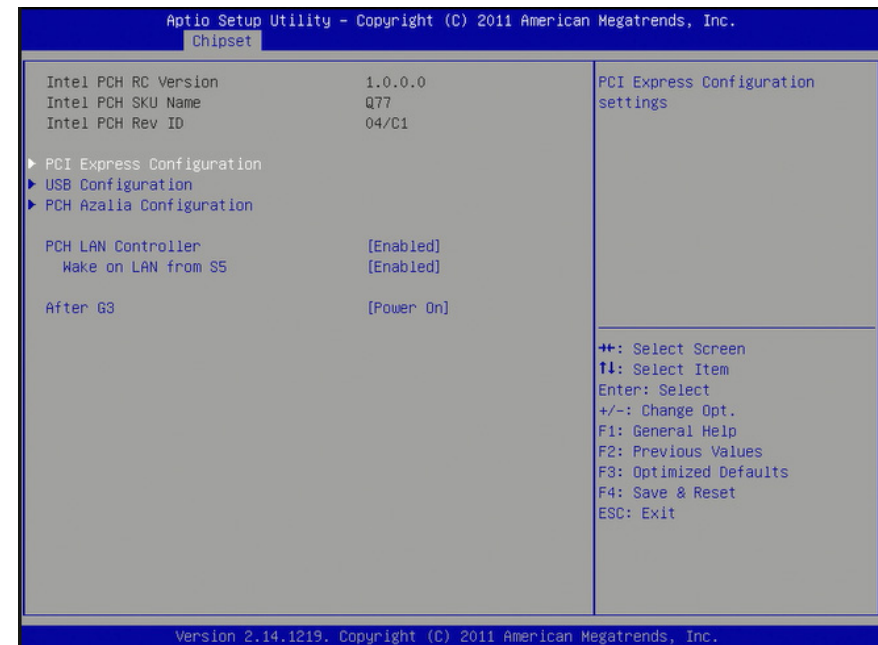 Aptio Setup Utility – Copyright (C) 2011 American Megatrends, Inc.
Chipset
Intel PCH RC Version 1.0.0.0
Intel PCH SKU Name Q77
Intel PCH Rev ID 04/C1
PCI Express Configuration
USB Configuration
PCH Azalia Configuration
PCH LAN Controller [Enabled]
Wake on LAN from S5 [Enabled]
After G3 [Power On]
PCI Express Configuration
settings
→←: Select Screen
↑↓: Select Item
Enter: Select
+/-: Change Opt.
F1: General Help
F2: Previous Values
F3: Optimized Defaults
F4: Save & Reset
ESC: Exit
Version 2.14.1219. Copyright (C) 2011 American Megatrends, Inc.